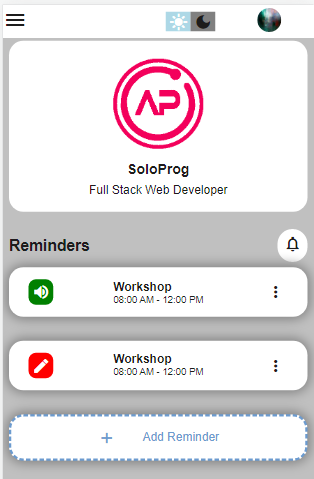 AP
SoloProg
Full Stack Web Developer
Reminders
Workshop
08:00 AM - 12:00 PM
Workshop
08:00 AM - 12:00 PM
Add Reminder